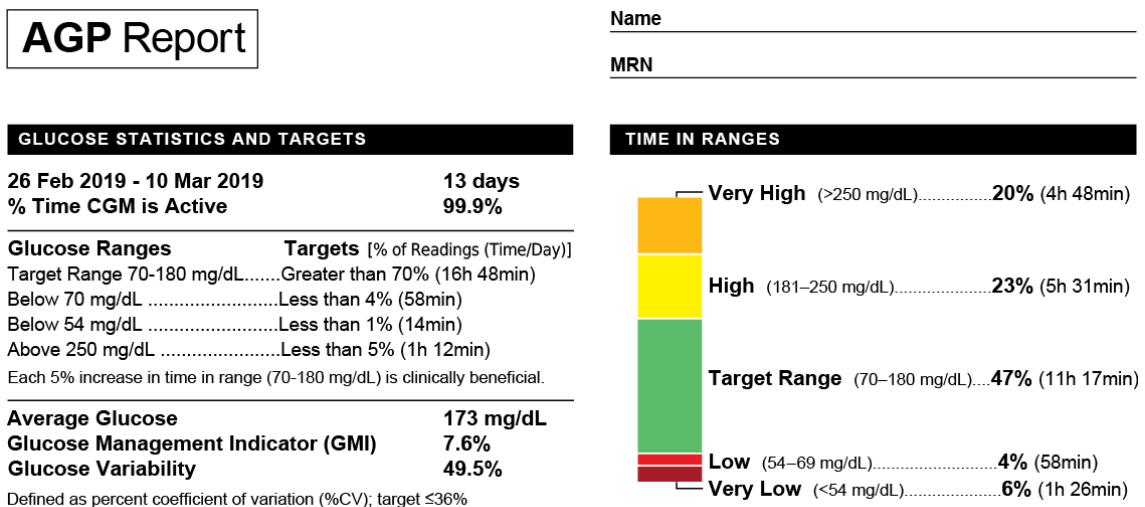 AGP Report
Name
MRN
GLUCOSE STATISTICS AND TARGETS
26 Feb 2019 - 10 Mar 2019 13 days
% Time CGM is Active 99.9%
Glucose Ranges Targets [% of Readings (Time/Day)]
Target Range 70-180 mg/dL.......Greater than 70% (16h 48min)
Below 70 mg/dL ..........................Less than 4% (58min)
Below 54 mg/dL ..........................Less than 1% (14min)
Above 250 mg/dL ........................Less than 5% (1h 12min)
Each 5% increase in time in range (70-180 mg/dL) is clinically beneficial.
Average Glucose 173 mg/dL
Glucose Management Indicator (GMI) 7.6%
Glucose Variability 49.5%
Defined as percent coefficient of variation (%CV); target ≤36%
TIME IN RANGES
Very High (>250 mg/dL)................20% (4h 48min)
High (181–250 mg/dL).....................23% (5h 31min)
Target Range (70–180 mg/dL)....47% (11h 17min)
Low (54–69 mg/dL)...........................4% (58min)
Very Low (<54 mg/dL).....................6% (1h 26min)